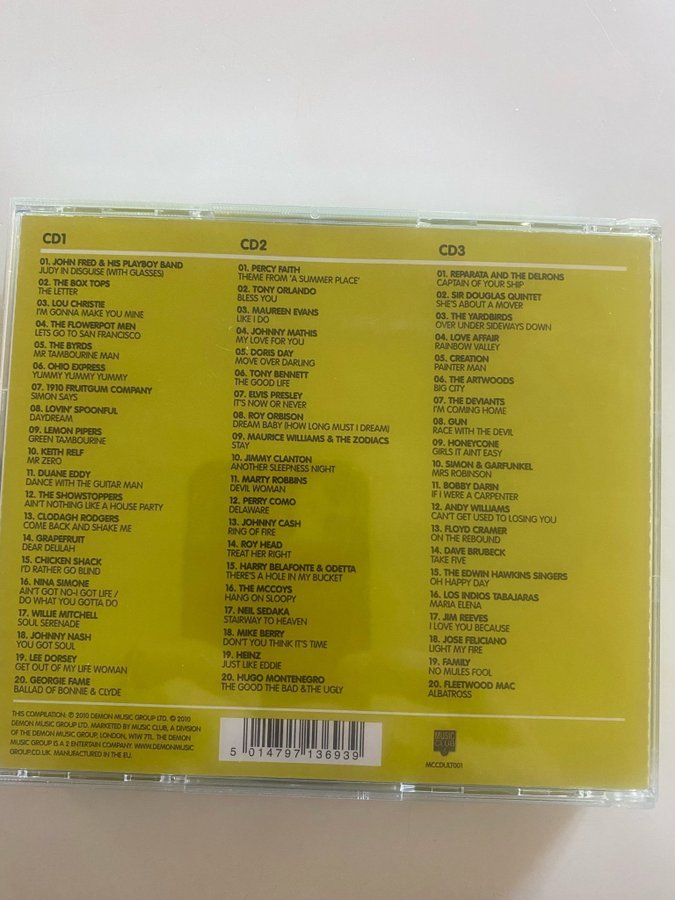 CD1
01. JOHN FRED & HIS PLAYBOY BAND
JUDY IN DISGUISE (WITH GLASSES)
02. THE BOX TOPS
THE LETTER
03. LOU CHRISTIE
I'M GONNA MAKE YOU MINE
04. THE FLOWERPOT MEN
LETS GO TO SAN FRANCISCO
05. THE BYRDS
MR TAMBOURINE MAN
06. OHIO EXPRESS
YUMMY YUMMY YUMMY
07. 1910 FRUITGUM COMPANY
SIMON SAYS
08. LOVIN' SPOONFUL
DAYDREAM
09. LEMON PIPERS
GREEN TAMBOURINE
10. KEITH RELF
MR ZERO
11. DUANE EDDY
DANCE WITH THE GUITAR MAN
12. THE SHOWSTOPPERS
AIN'T NOTHING LIKE A HOUSE PARTY
13. CLODAGH RODGERS
COME BACK AND SHAKE ME
14. GRAPEFRUIT
DEAR DELILAH
15. CHICKEN SHACK
I'D RATHER GO BLIND
16. NINA SIMONE
AIN'T GOT NO-I GOT LIFE /
DO WHAT YOU GOTTA DO
17. WILLIE MITCHELL
SOUL SERENADE
18. JOHNNY NASH
YOU GOT SOUL
19. LEE DORSEY
GET OUT OF MY LIFE WOMAN
20. GEORGIE FAME
BALLAD OF BONNIE & CLYDE
CD2
01. PERCY FAITH
THEME FROM 'A SUMMER PLACE'
02. TONY ORLANDO
BLESS YOU
03. MAUREEN EVANS
LIKE I DO
04. JOHNNY MATHIS
MY LOVE FOR YOU
05. DORIS DAY
MOVE OVER DARLING
06. TONY BENNETT
THE GOOD LIFE
07. ELVIS PRESLEY
IT'S NOW OR NEVER
08. ROY ORBISON
DREAM BABY (HOW LONG MUST I DREAM)
09. MAURICE WILLIAMS & THE ZODIACS
STAY
10. JIMMY CLANTON
ANOTHER SLEEPNESS NIGHT
11. MARTY ROBBINS
DEVIL WOMAN
12. PERRY COMO
DELAWARE
13. JOHNNY CASH
RING OF FIRE
14. ROY HEAD
TREAT HER RIGHT
15. HARRY BELAFONTE & ODETTA
THERE'S A HOLE IN MY BUCKET
16. THE MCCOYS
HANG ON SLOOPY
17. NEIL SEDAKA
STAIRWAY TO HEAVEN
18. MIKE BERRY
DON'T YOU THINK IT'S TIME
19. HEINZ
JUST LIKE EDDIE
20. HUGO MONTENEGRO
THE GOOD THE BAD &THE UGLY
CD3
01. REPARATA AND THE DELRONS
CAPTAIN OF YOUR SHIP
02. SIR DOUGLAS QUINTET
SHE'S ABOUT A MOVER
03. THE YARDBIRDS
OVER UNDER SIDEWAYS DOWN
04. LOVE AFFAIR
RAINBOW VALLEY
05. CREATION
PAINTER MAN
06. THE ARTWOODS
BIG CITY
07. THE DEVIANTS
I'M COMING HOME
08. GUN
RACE WITH THE DEVIL
09. HONEYCONE
GIRLS IT AINT EASY
10. SIMON & GARFUNKEL
MRS ROBINSON
11. BOBBY DARIN
IF I WERE A CARPENTER
12. ANDY WILLIAMS
CAN'T GET USED TO LOSING YOU
13. FLOYD CRAMER
ON THE REBOUND
14. DAVE BRUBECK
TAKE FIVE
15. THE EDWIN HAWKINS SINGERS
OH HAPPY DAY
16. LOS INDIOS TABAJARAS
MARIA ELENA
17. JIM REEVES
I LOVE YOU BECAUSE
18. JOSE FELICIANO
LIGHT MY FIRE
19. FAMILY
NO MULES FOOL
20. FLEETWOOD MAC
ALBATROSS
THIS COMPILATION: ℗ 2010 DEMON MUSIC GROUP LTD. © 2010
DEMON MUSIC GROUP LTD. MARKETED BY MUSIC CLUB, A DIVISION
OF THE DEMON MUSIC GROUP, LONDON, W1W 7TL. THE DEMON
MUSIC GROUP IS A 2 ENTERTAIN COMPANY. WWW.DEMONMUSIC
GROUP.CO.UK. MANUFACTURED IN THE EU.
5 014797 136939
MUSIC
CLUB
MCCDULT001